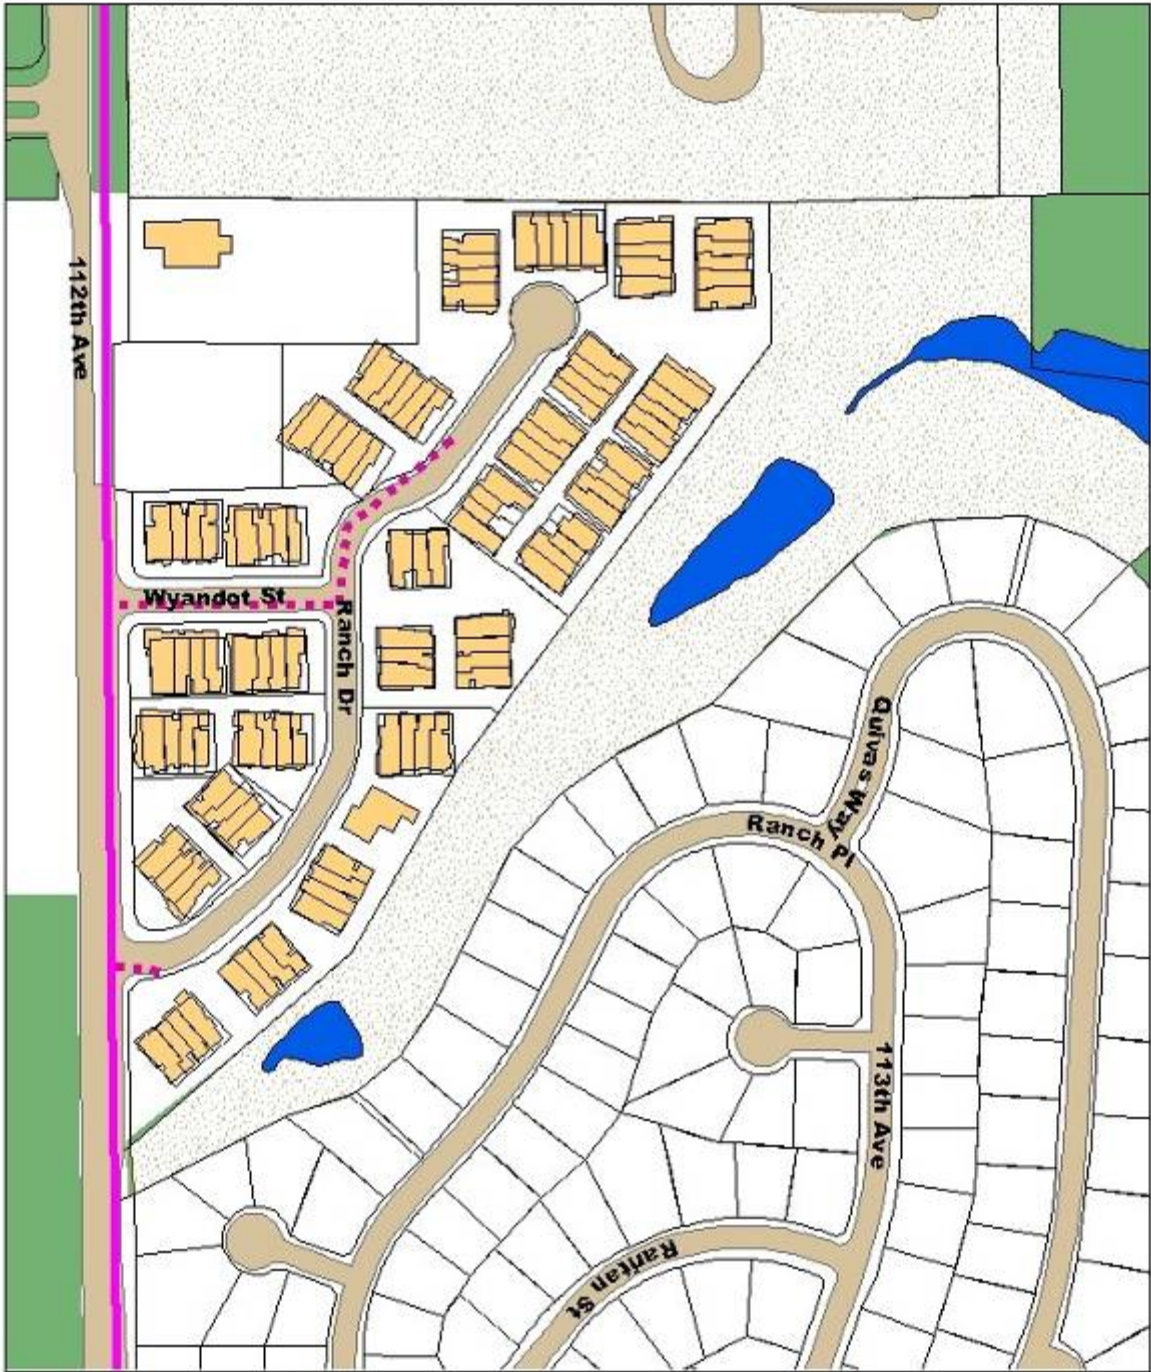 112th Ave
Wyandot St
Ranch Dr
Quivas Way
Ranch Pl
113th Ave
Raritan St